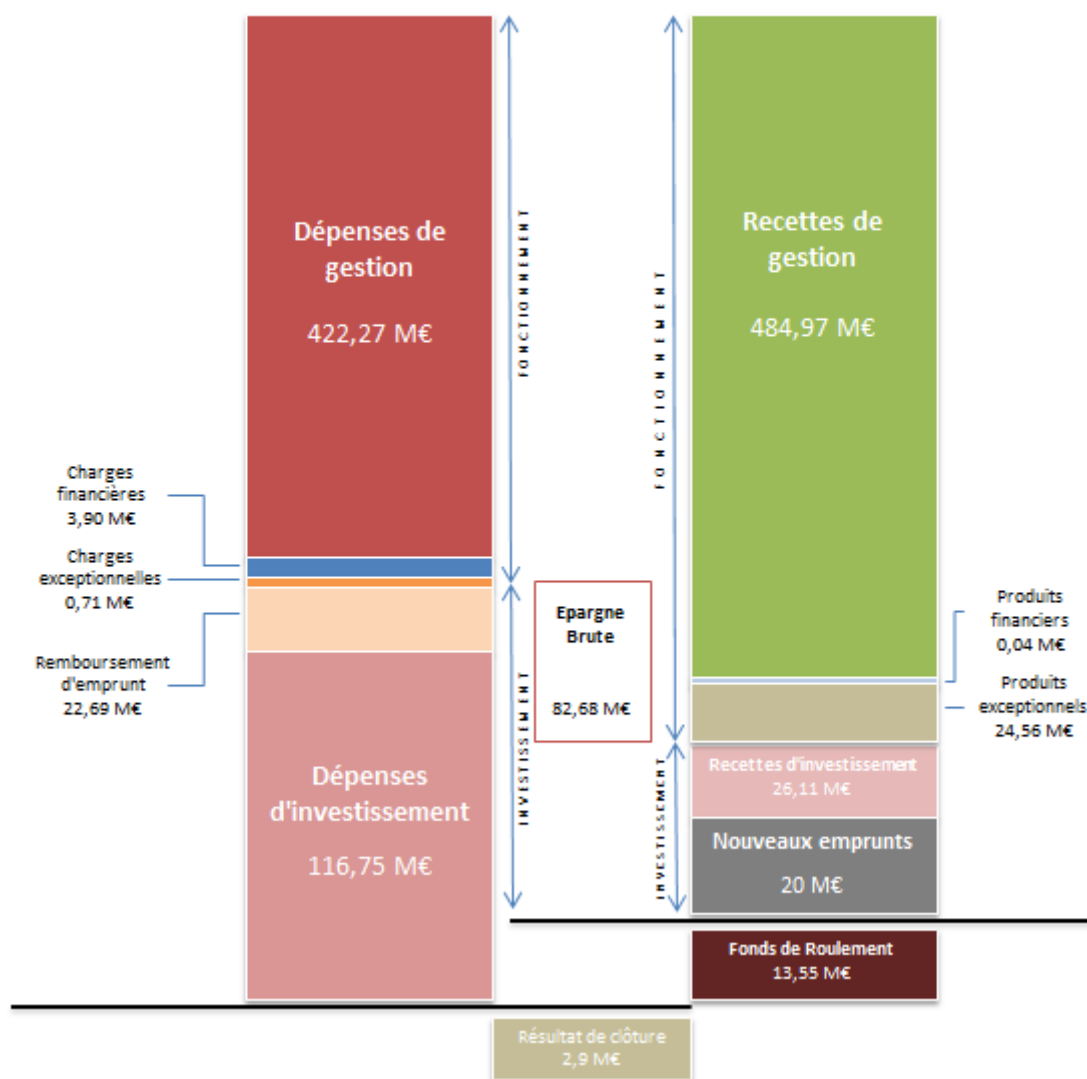 Dépenses de
gestion
422,27 M€
Charges
financières
3,90 M€
Charges
exceptionnelles
0,71 M€
Remboursement
d'emprunt
22,69 M€
Dépenses
d'investissement
116,75 M€
FONCTIONNEMENT
INVESTISSEMENT
Epargne
Brute
82,68 M€
FONCTIONNEMENT
INVESTISSEMENT
Recettes de
gestion
484,97 M€
Produits
financiers
0,04 M€
Produits
exceptionnels
24,56 M€
Recettes d'investissement
26,11 M€
Nouveaux emprunts
20 M€
Fonds de Roulement
13,55 M€
Résultat de clôture
2,9 M€